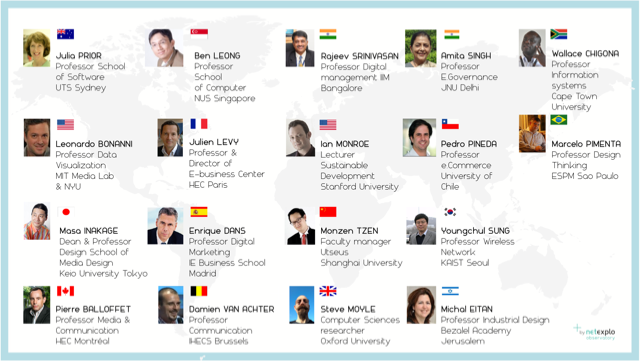 Julia PRIOR
Professor School
of Software
UTS Sydney
Ben LEONG
Professor
School
of Computer
NUS Singapore
Rajeev SRINIVASAN
Professor Digital
management IIM
Bangalore
Amita SINGH
Professor
E.Governance
JNU Delhi
Wallace CHIGONA
Professor
Information
systems
Cape Town
University
Leonardo BONANNI
Professor Data
Visualization
MIT Media Lab
& NYU
Julien LEVY
Professor &
Director of
E-business Center
HEC Paris
Ian MONROE
Lecturer
Sustainable
Development
Stanford University
Pedro PINEDA
Professor
e.Commerce
University of
Chile
Marcelo PIMENTA
Professor Design
Thinking
ESPM Sao Paulo
Masa INAKAGE
Dean & Professor
Design School of
Media Design
Keio University Tokyo
Enrique DANS
Professor Digital
Marketing
IE Business School
Madrid
Monzen TZEN
Faculty manager
Utseus
Shanghai University
Youngchul SUNG
Professor Wireless
Network
KAIST Seoul
Pierre BALLOFFET
Professor Media &
Communication
HEC Montréal
Damien VAN ACHTER
Professor
Communication
IHECS Brussels
Steve MOYLE
Computer Sciences
researcher
Oxford University
Michal EITAN
Professor Industrial Design
Bezalel Academy
Jerusalem
by netexplo
observatory